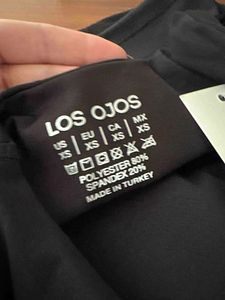 LOS OJOS
US | EU | CA | MX
XS | XS | XS | XS
POLYESTER 80%
SPANDEX 20%
MADE IN TURKEY